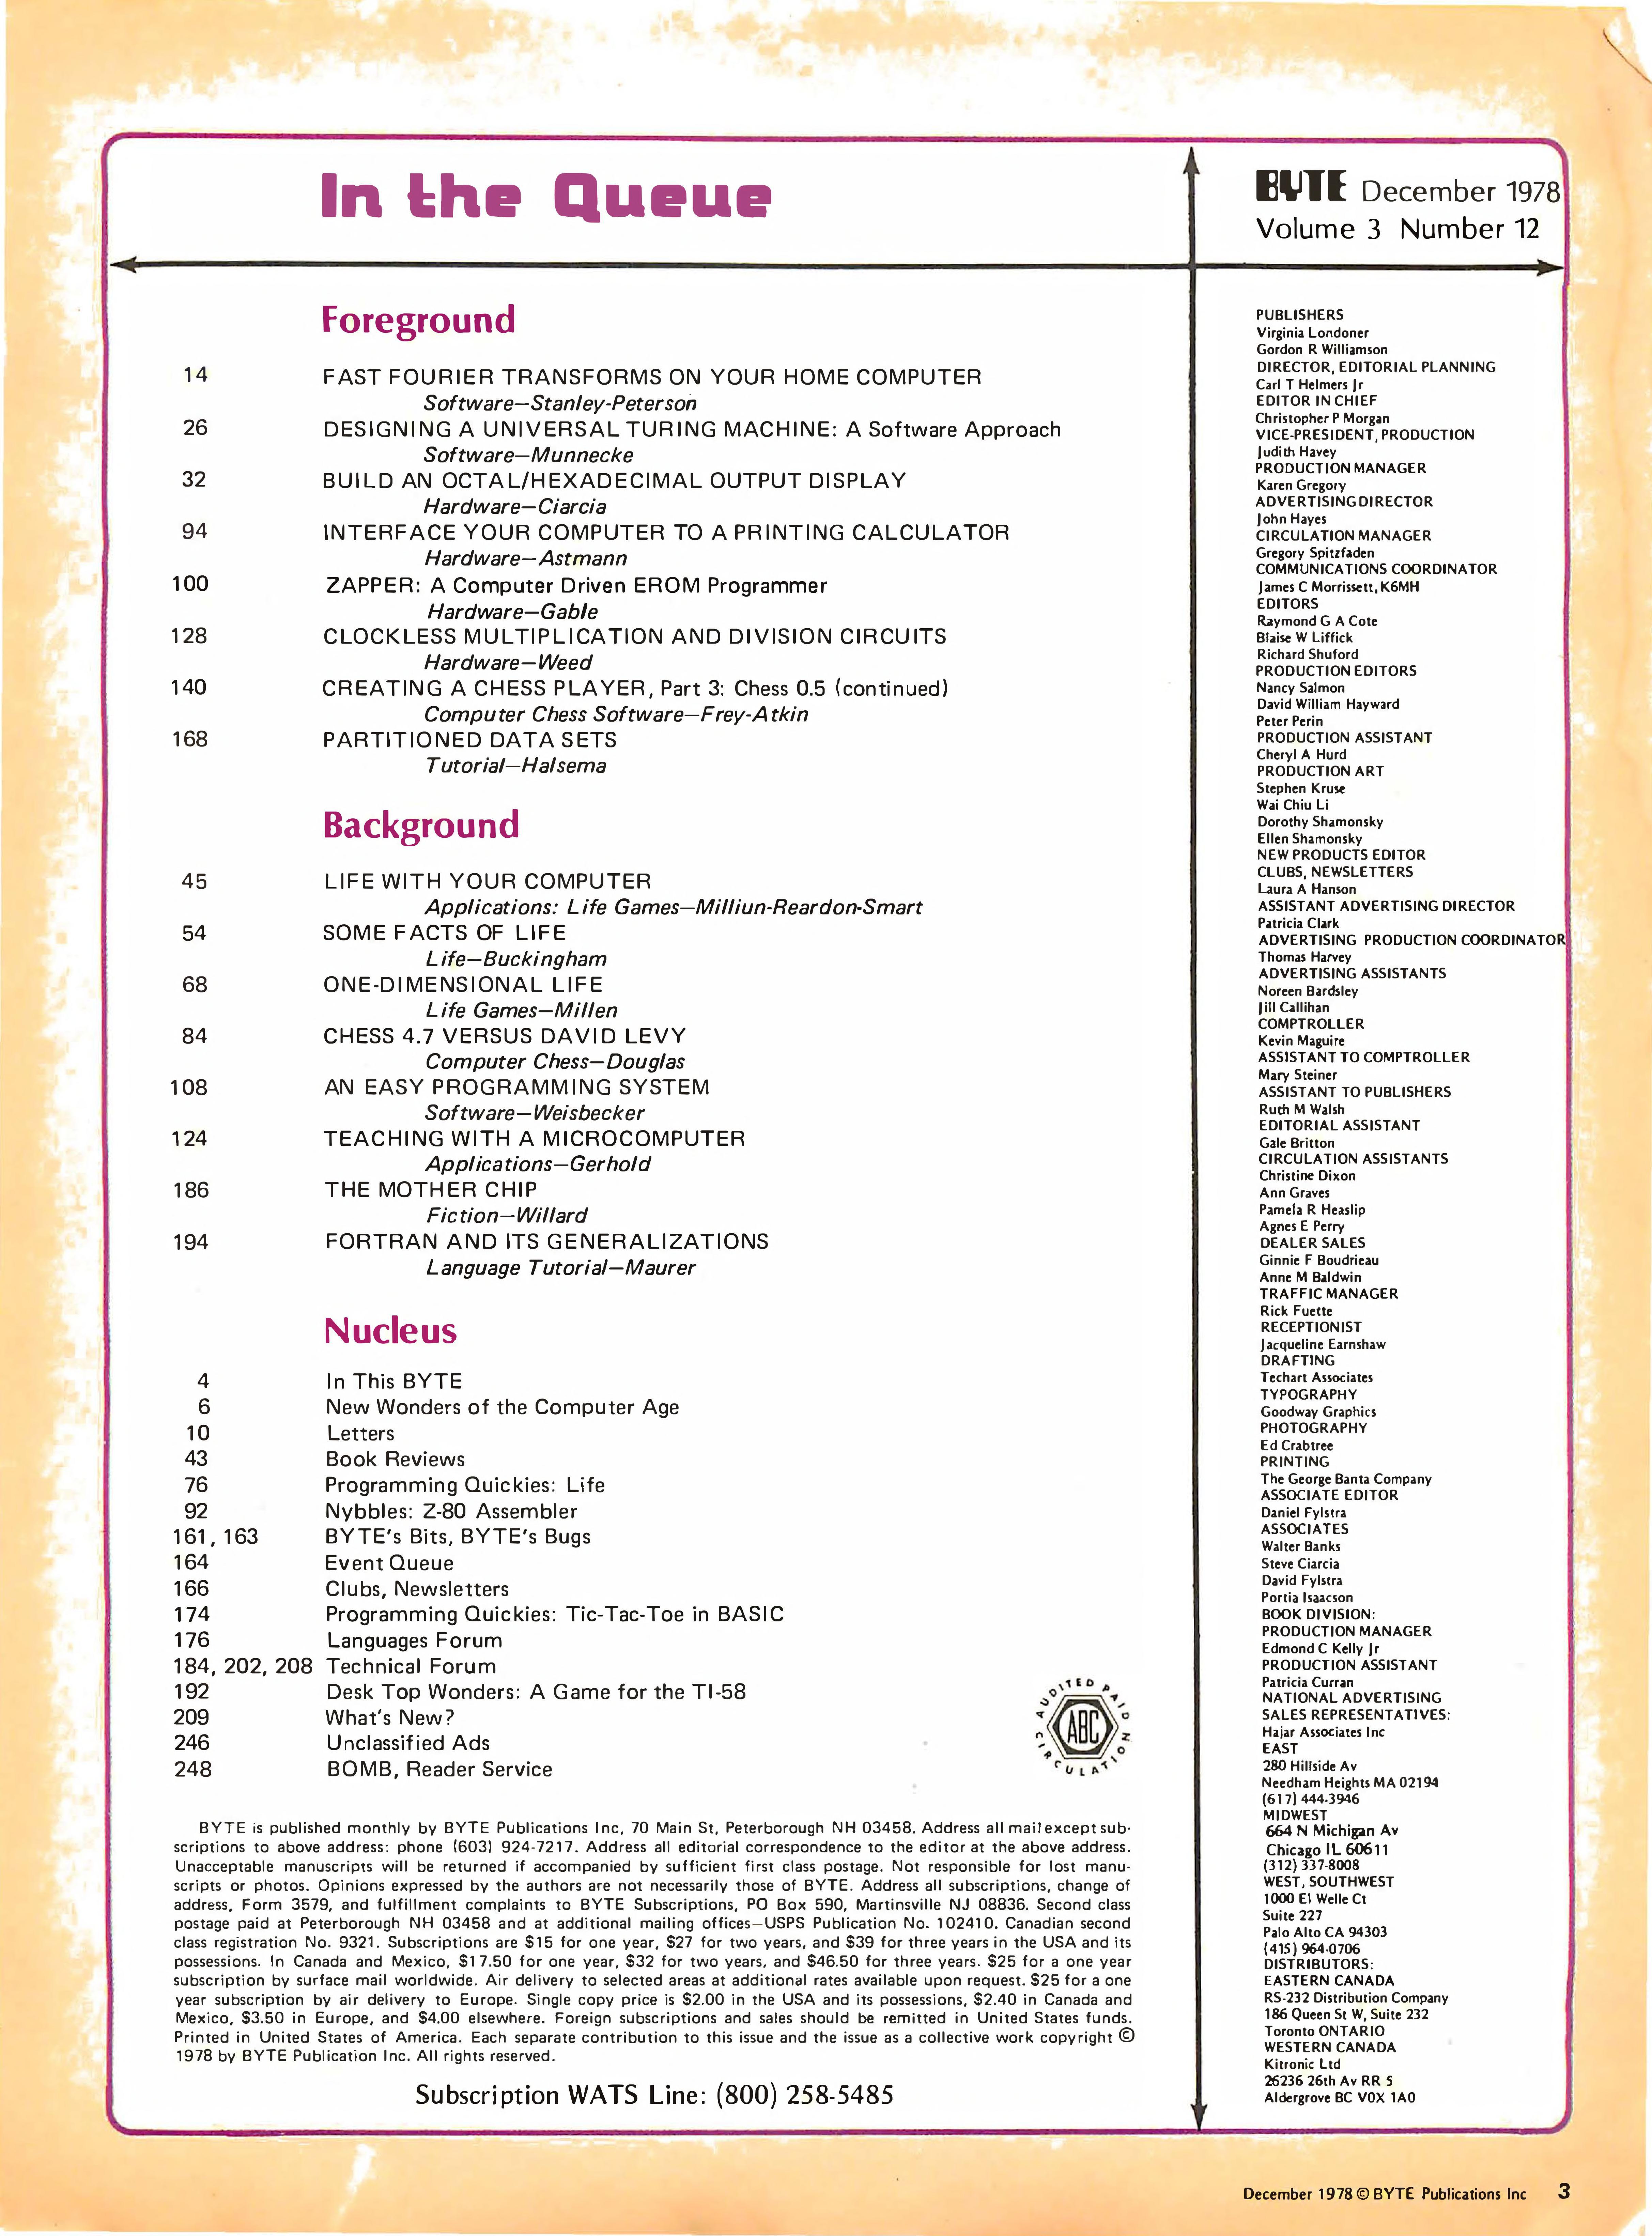 In the Queue
BYTE December 1978
Volume 3 Number 12
Foreground
14 FAST FOURIER TRANSFORMS ON YOUR HOME COMPUTER
Software—Stanley-Peterson
26 DESIGNING A UNIVERSAL TURING MACHINE: A Software Approach
Software—Munnecke
32 BUILD AN OCTAL/HEXADECIMAL OUTPUT DISPLAY
Hardware—Ciarcia
94 INTERFACE YOUR COMPUTER TO A PRINTING CALCULATOR
Hardware—Astmann
100 ZAPPER: A Computer Driven EROM Programmer
Hardware—Gable
128 CLOCKLESS MULTIPLICATION AND DIVISION CIRCUITS
Hardware—Weed
140 CREATING A CHESS PLAYER, Part 3: Chess 0.5 (continued)
Computer Chess Software—Frey-Atkin
168 PARTITIONED DATA SETS
Tutorial—Halsema
Background
45 LIFE WITH YOUR COMPUTER
Applications: Life Games—Milliun-Reardon-Smart
54 SOME FACTS OF LIFE
Life—Buckingham
68 ONE-DIMENSIONAL LIFE
Life Games—Millen
84 CHESS 4.7 VERSUS DAVID LEVY
Computer Chess—Douglas
108 AN EASY PROGRAMMING SYSTEM
Software—Weisbecker
124 TEACHING WITH A MICROCOMPUTER
Applications—Gerhold
186 THE MOTHER CHIP
Fiction—Willard
194 FORTRAN AND ITS GENERALIZATIONS
Language Tutorial—Maurer
Nucleus
4 In This BYTE
6 New Wonders of the Computer Age
10 Letters
43 Book Reviews
76 Programming Quickies: Life
92 Nybbles: Z-80 Assembler
161, 163 BYTE's Bits, BYTE's Bugs
164 Event Queue
166 Clubs, Newsletters
174 Programming Quickies: Tic-Tac-Toe in BASIC
176 Languages Forum
184, 202, 208 Technical Forum
192 Desk Top Wonders: A Game for the TI-58
209 What's New?
246 Unclassified Ads
248 BOMB, Reader Service
AUDITED PAID
ABC
CIRCULATION
BYTE is published monthly by BYTE Publications Inc, 70 Main St, Peterborough NH 03458. Address all mail except sub-
scriptions to above address: phone (603) 924-7217. Address all editorial correspondence to the editor at the above address.
Unacceptable manuscripts will be returned if accompanied by sufficient first class postage. Not responsible for lost manu-
scripts or photos. Opinions expressed by the authors are not necessarily those of BYTE. Address all subscriptions, change of
address, Form 3579, and fulfillment complaints to BYTE Subscriptions, PO Box 590, Martinsville NJ 08836. Second class
postage paid at Peterborough NH 03458 and at additional mailing offices—USPS Publication No. 102410. Canadian second
class registration No. 9321. Subscriptions are $15 for one year, $27 for two years, and $39 for three years in the USA and its
possessions. In Canada and Mexico, $17.50 for one year, $32 for two years, and $46.50 for three years. $25 for a one year
subscription by surface mail worldwide. Air delivery to selected areas at additional rates available upon request. $25 for a one
year subscription by air delivery to Europe. Single copy price is $2.00 in the USA and its possessions, $2.40 in Canada and
Mexico, $3.50 in Europe, and $4.00 elsewhere. Foreign subscriptions and sales should be remitted in United States funds.
Printed in United States of America. Each separate contribution to this issue and the issue as a collective work copyright ©
1978 by BYTE Publication Inc. All rights reserved.
Subscription WATS Line: (800) 258-5485
PUBLISHERS
Virginia Londoner
Gordon R Williamson
DIRECTOR, EDITORIAL PLANNING
Carl T Helmers Jr
EDITOR IN CHIEF
Christopher P Morgan
VICE-PRESIDENT, PRODUCTION
Judith Havey
PRODUCTION MANAGER
Karen Gregory
ADVERTISING DIRECTOR
John Hayes
CIRCULATION MANAGER
Gregory Spitzfaden
COMMUNICATIONS COORDINATOR
James C Morrissett, K6MH
EDITORS
Raymond G A Cote
Blaise W Liffick
Richard Shuford
PRODUCTION EDITORS
Nancy Salmon
David William Hayward
Peter Perin
PRODUCTION ASSISTANT
Cheryl A Hurd
PRODUCTION ART
Stephen Kruse
Wai Chiu Li
Dorothy Shamonsky
Ellen Shamonsky
NEW PRODUCTS EDITOR
CLUBS, NEWSLETTERS
Laura A Hanson
ASSISTANT ADVERTISING DIRECTOR
Patricia Clark
ADVERTISING PRODUCTION COORDINATOR
Thomas Harvey
ADVERTISING ASSISTANTS
Noreen Bardsley
Jill Callihan
COMPTROLLER
Kevin Maguire
ASSISTANT TO COMPTROLLER
Mary Steiner
ASSISTANT TO PUBLISHERS
Ruth M Walsh
EDITORIAL ASSISTANT
Gale Britton
CIRCULATION ASSISTANTS
Christine Dixon
Ann Graves
Pamela R Heaslip
Agnes E Perry
DEALER SALES
Ginnie F Boudrieau
Anne M Baldwin
TRAFFIC MANAGER
Rick Fuette
RECEPTIONIST
Jacqueline Earnshaw
DRAFTING
Techart Associates
TYPOGRAPHY
Goodway Graphics
PHOTOGRAPHY
Ed Crabtree
PRINTING
The George Banta Company
ASSOCIATE EDITOR
Daniel Fylstra
ASSOCIATES
Walter Banks
Steve Ciarcia
David Fylstra
Portia Isaacson
BOOK DIVISION:
PRODUCTION MANAGER
Edmond C Kelly Jr
PRODUCTION ASSISTANT
Patricia Curran
NATIONAL ADVERTISING
SALES REPRESENTATIVES:
Hajar Associates Inc
EAST
280 Hillside Av
Needham Heights MA 02194
(617) 444-3946
MIDWEST
664 N Michigan Av
Chicago IL 60611
(312) 337-8008
WEST, SOUTHWEST
1000 El Welle Ct
Suite 227
Palo Alto CA 94303
(415) 964-0706
DISTRIBUTORS:
EASTERN CANADA
RS-232 Distribution Company
186 Queen St W, Suite 232
Toronto ONTARIO
WESTERN CANADA
Kitronic Ltd
26236 26th Av RR 5
Aldergrove BC V0X 1A0
December 1978 © BYTE Publications Inc 3